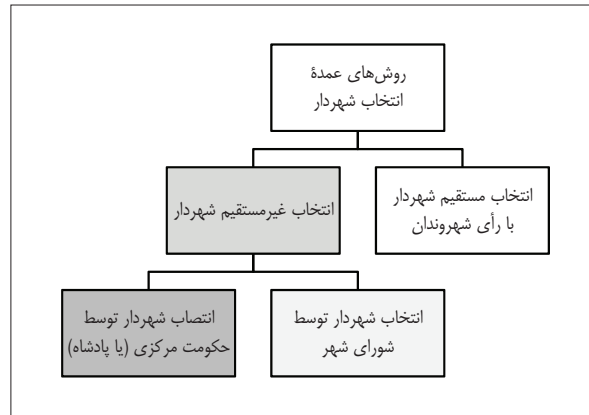 روش‌های عمدهٔ
انتخاب شهردار
انتخاب مستقیم شهردار
با رأی شهروندان
انتخاب غیرمستقیم شهردار
انتخاب شهردار توسط
شورای شهر
انتصاب شهردار توسط
حکومت مرکزی (یا پادشاه)